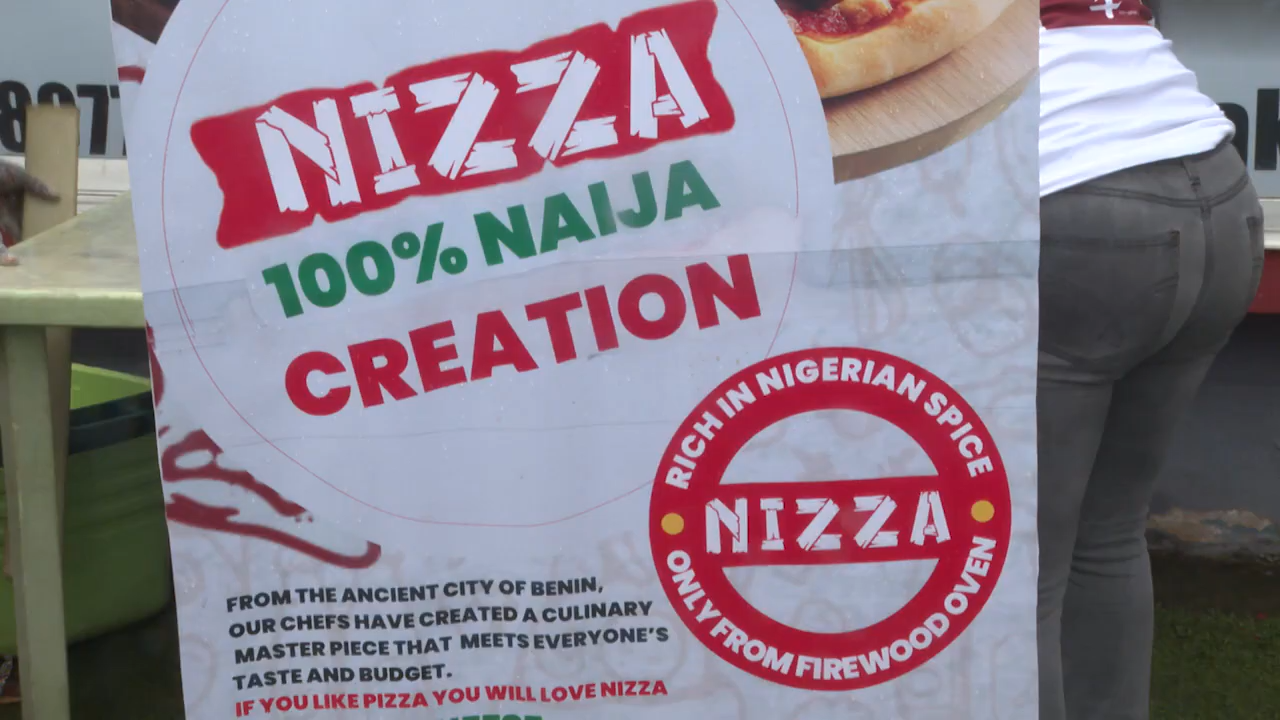 NIZZA
100% NAIJA
CREATION
RICH IN NIGERIAN SPICE
NIZZA
ONLY FROM FIREWOOD OVEN
FROM THE ANCIENT CITY OF BENIN,
OUR CHEFS HAVE CREATED A CULINARY
MASTER PIECE THAT MEETS EVERYONE'S
TASTE AND BUDGET.
IF YOU LIKE PIZZA YOU WILL LOVE NIZZA